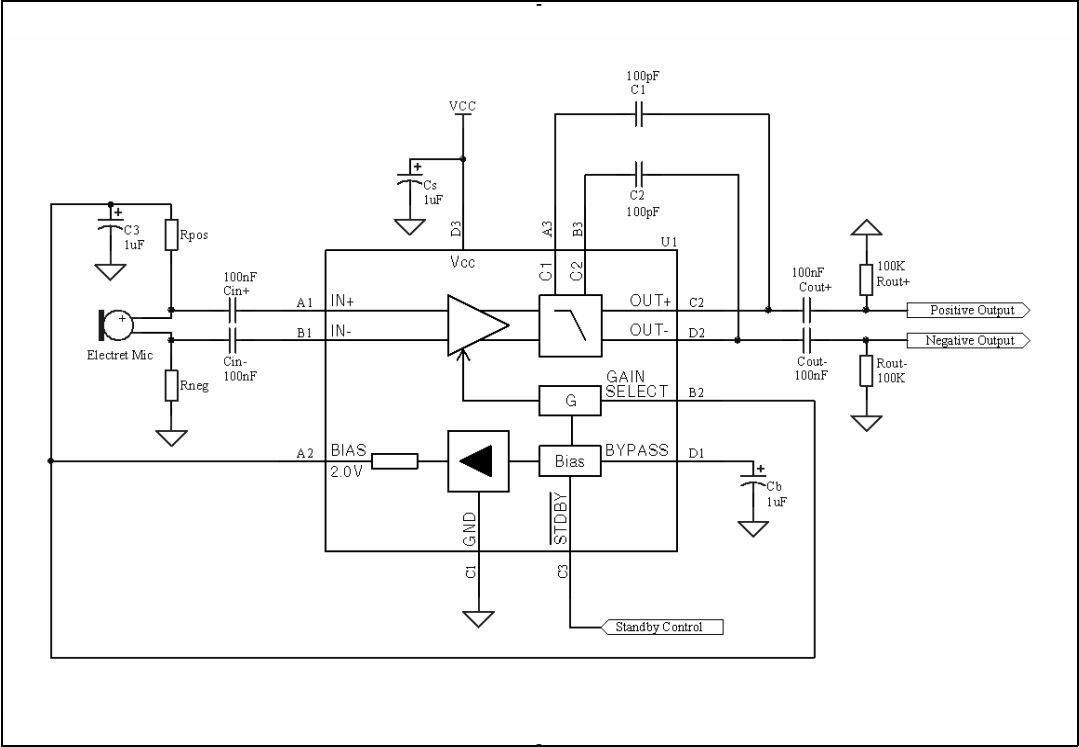 100pF
C1
VCC
Cs
1uF
C2
100pF
A3
B3
D3
U1
C3
1uF
Rpos
Vcc
C1
C2
100nF
Cin+
A1
IN+
OUT+
C2
100nF
Cout+
100K
Rout+
Positive Output
+
B1
IN-
OUT-
D2
Negative Output
Electret Mic
Cin-
100nF
Cout-
100nF
Rout-
100K
Rneg
GAIN
SELECT
B2
G
A2
BIAS
2.0V
Bias
BYPASS
D1
Cb
1uF
GND
STDBY
C1
C3
Standby Control